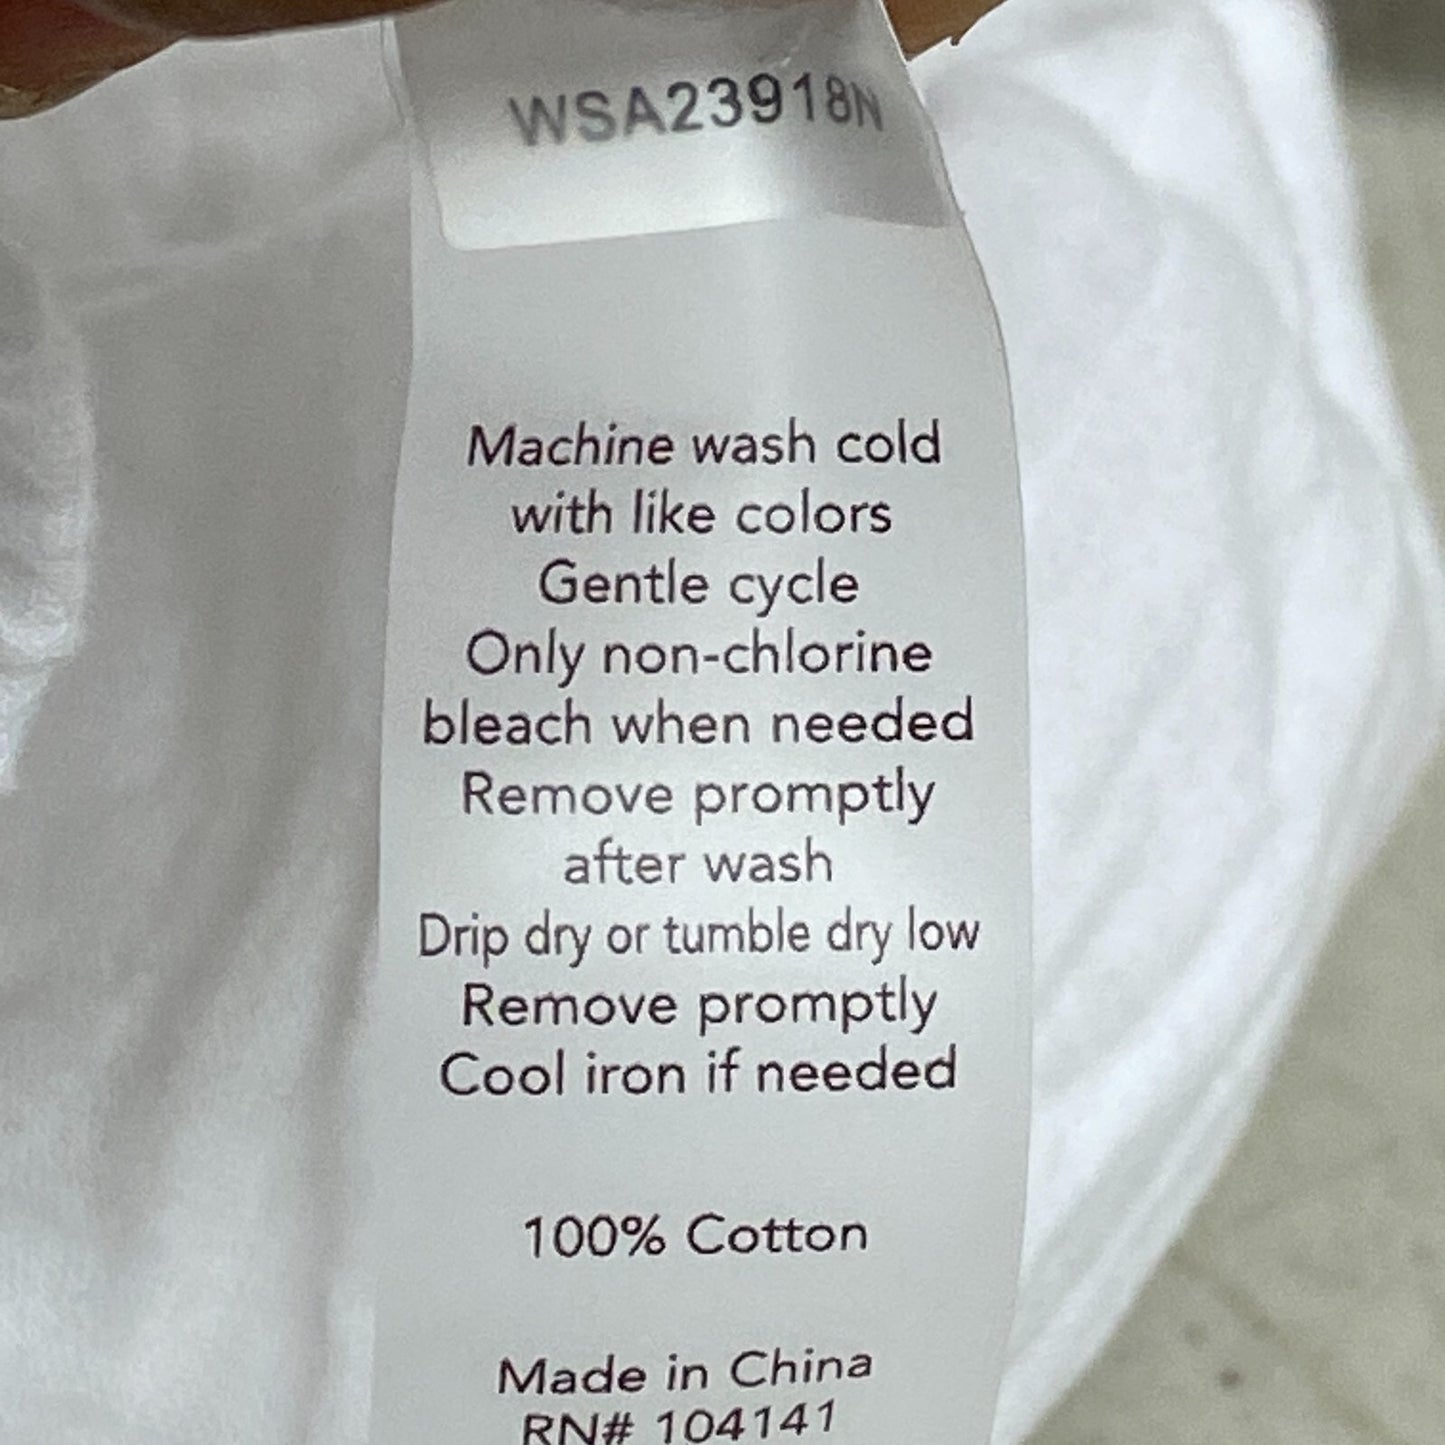 WSA23918N
Machine wash cold
with like colors
Gentle cycle
Only non-chlorine
bleach when needed
Remove promptly
after wash
Drip dry or tumble dry low
Remove promptly
Cool iron if needed
100% Cotton
Made in China
RN# 104141